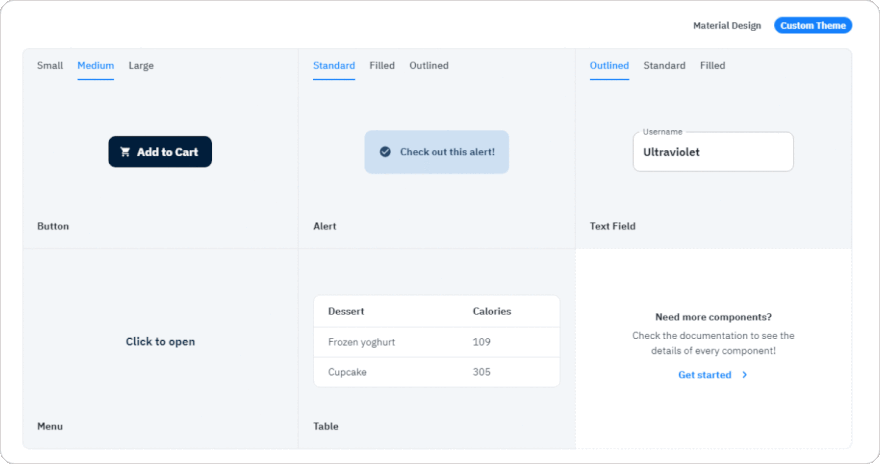 Material Design Custom Theme
Small Medium Large
Add to Cart
Button
Standard Filled Outlined
Check out this alert!
Alert
Outlined Standard Filled
Username
Ultraviolet
Text Field
Click to open
Menu
Dessert Calories
Frozen yoghurt 109
Cupcake 305
Table
Need more components?
Check the documentation to see the
details of every component!
Get started